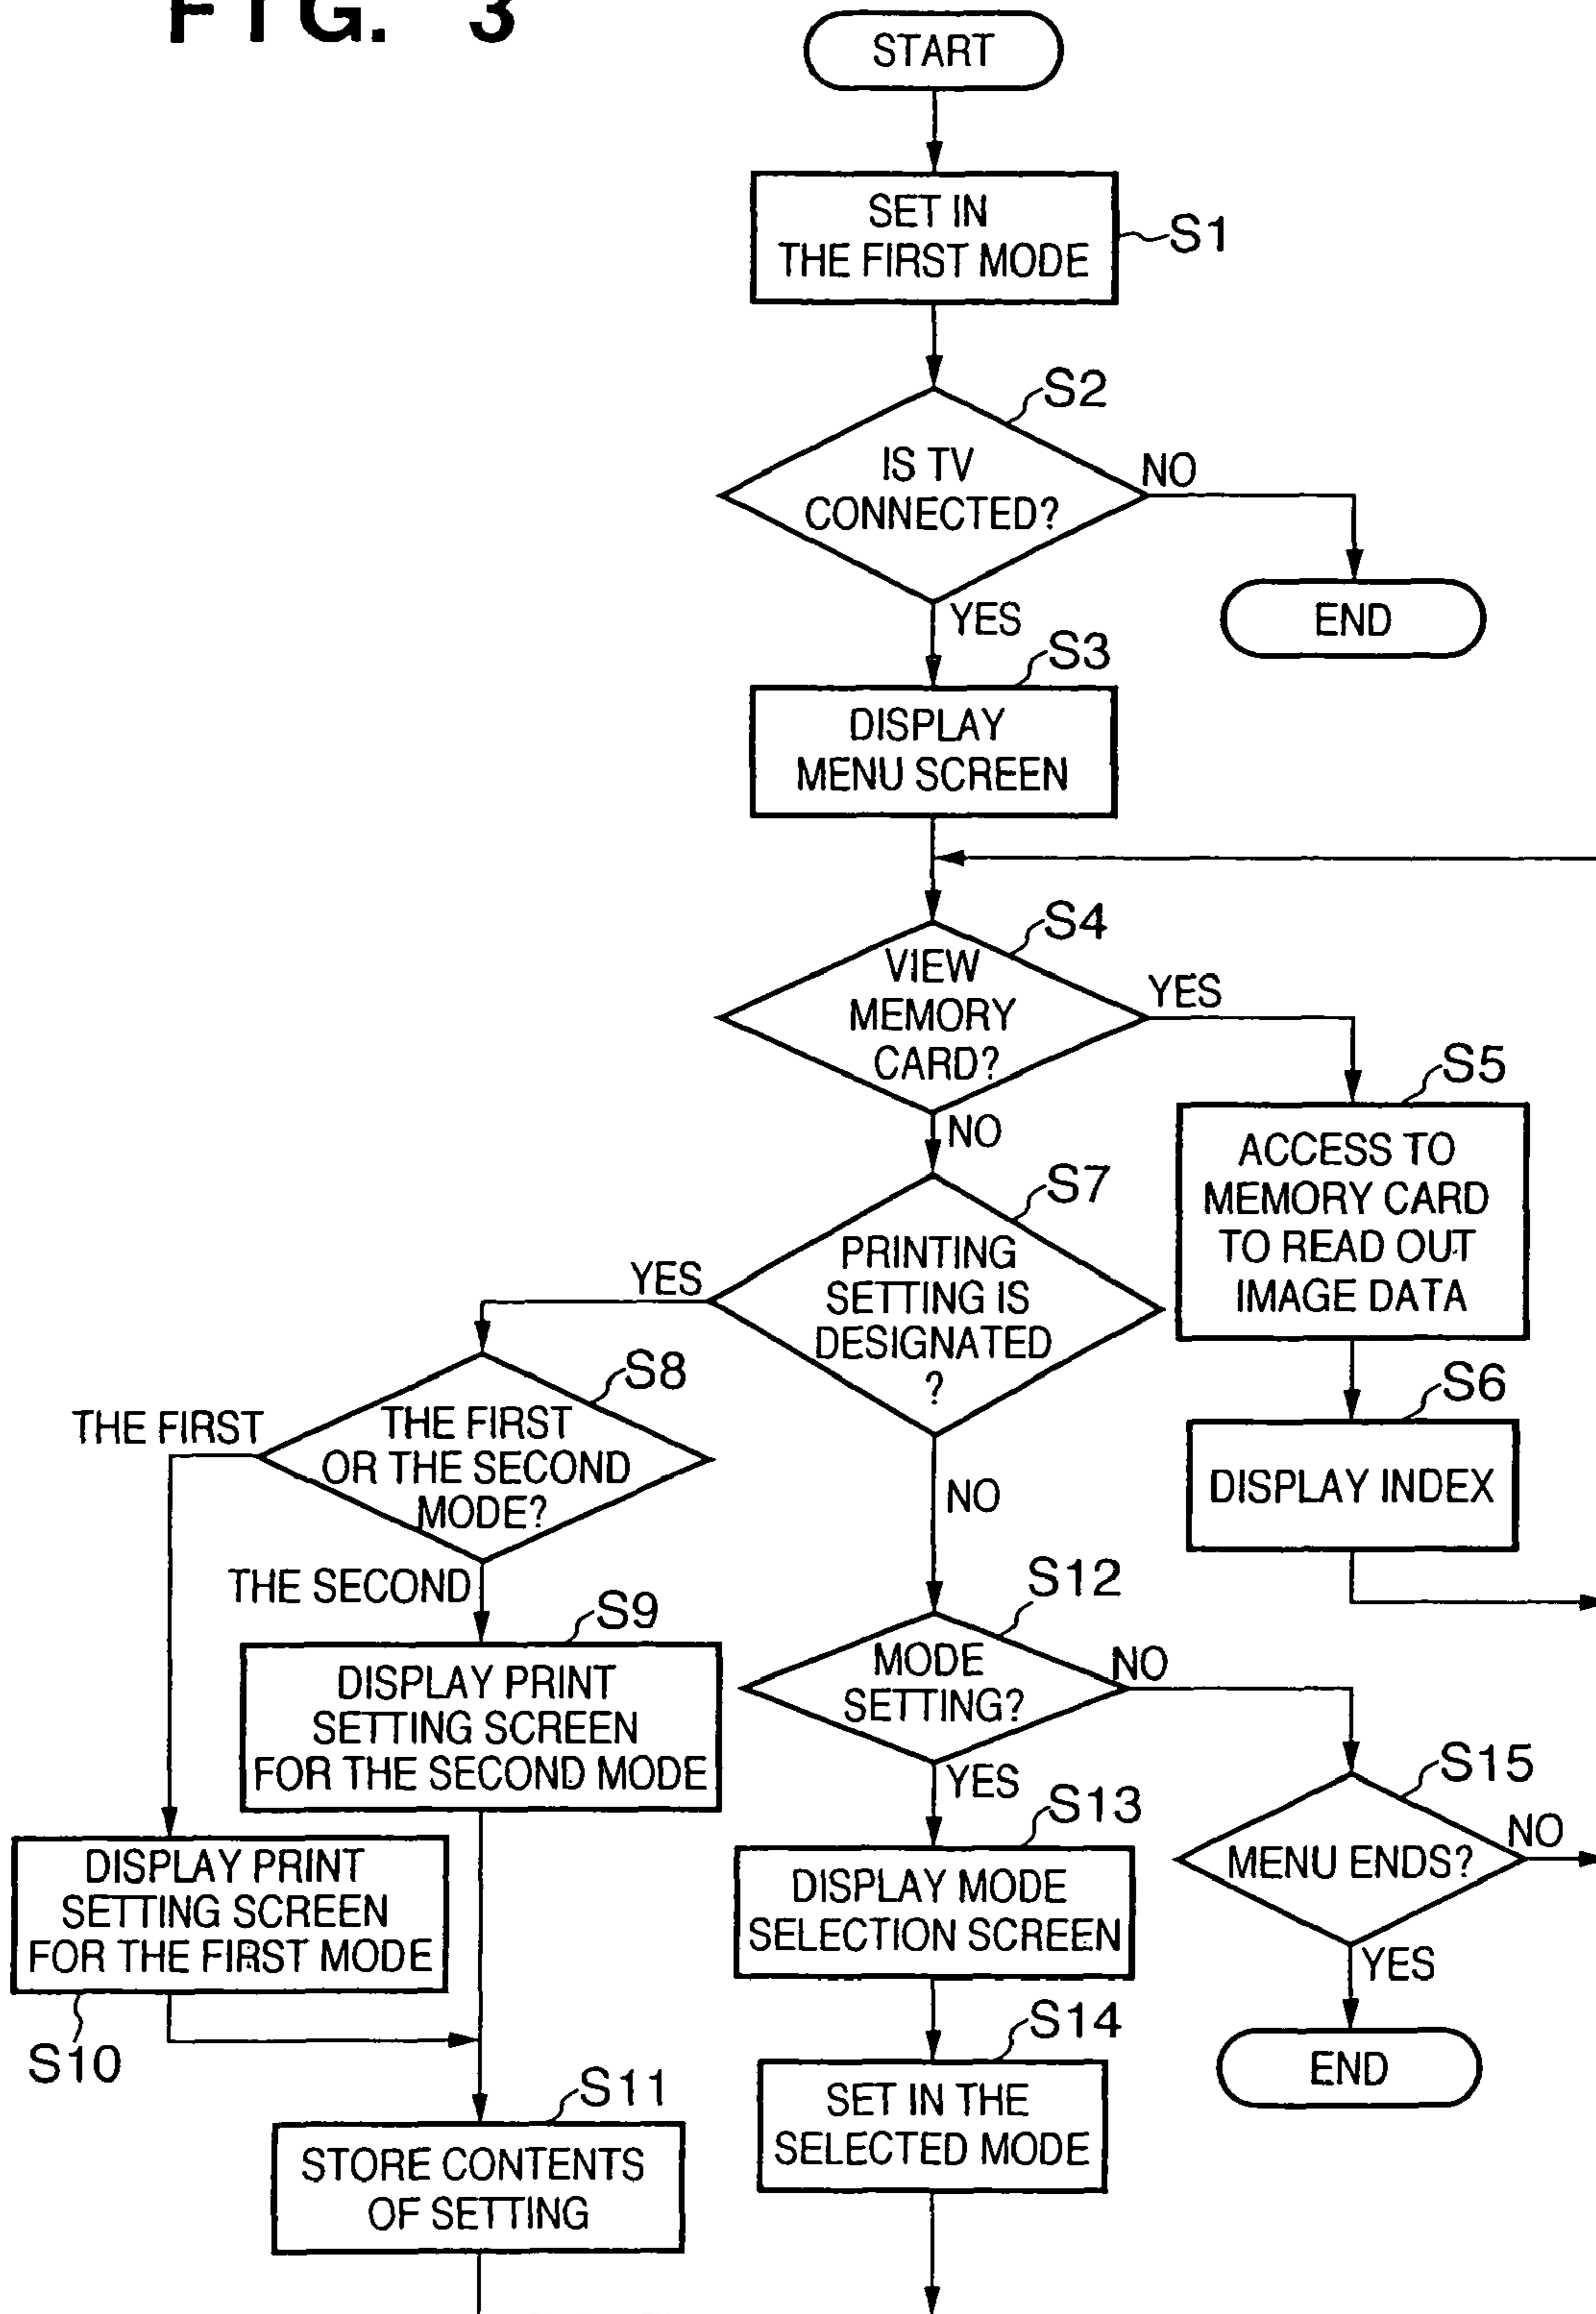 FIG. 3
START
SET IN
THE FIRST MODE
S1
S2
IS TV
CONNECTED?
NO
END
YES
S3
DISPLAY
MENU SCREEN
S4
VIEW
MEMORY
CARD?
YES
NO
S5
ACCESS TO
MEMORY CARD
TO READ OUT
IMAGE DATA
S6
DISPLAY INDEX
S7
PRINTING
SETTING IS
DESIGNATED
?
YES
NO
S8
THE FIRST
OR THE SECOND
MODE?
THE FIRST
THE SECOND
S9
DISPLAY PRINT
SETTING SCREEN
FOR THE SECOND MODE
DISPLAY PRINT
SETTING SCREEN
FOR THE FIRST MODE
S10
S11
STORE CONTENTS
OF SETTING
S12
MODE
SETTING?
NO
YES
S13
DISPLAY MODE
SELECTION SCREEN
S14
SET IN THE
SELECTED MODE
S15
MENU ENDS?
NO
YES
END